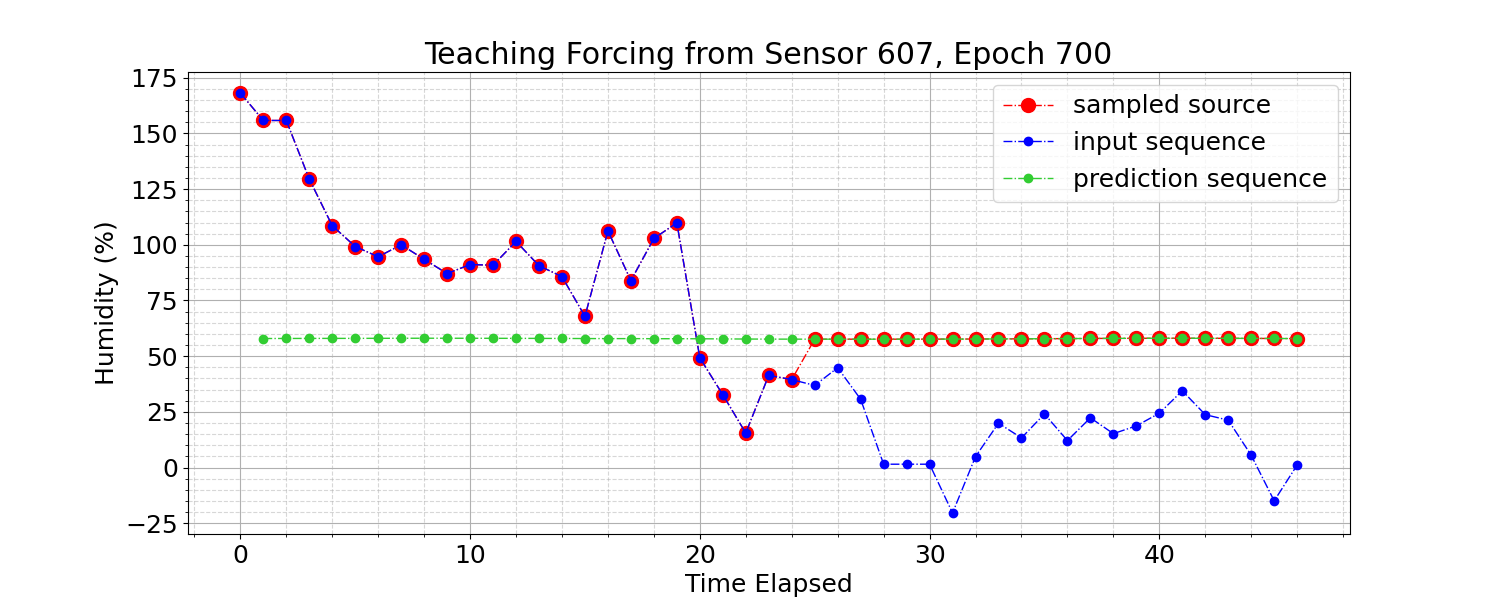 Teaching Forcing from Sensor 607, Epoch 700
175
150
125
100
75
50
25
0
−25
Humidity (%)
sampled source
input sequence
prediction sequence
0 10 20 30 40
Time Elapsed